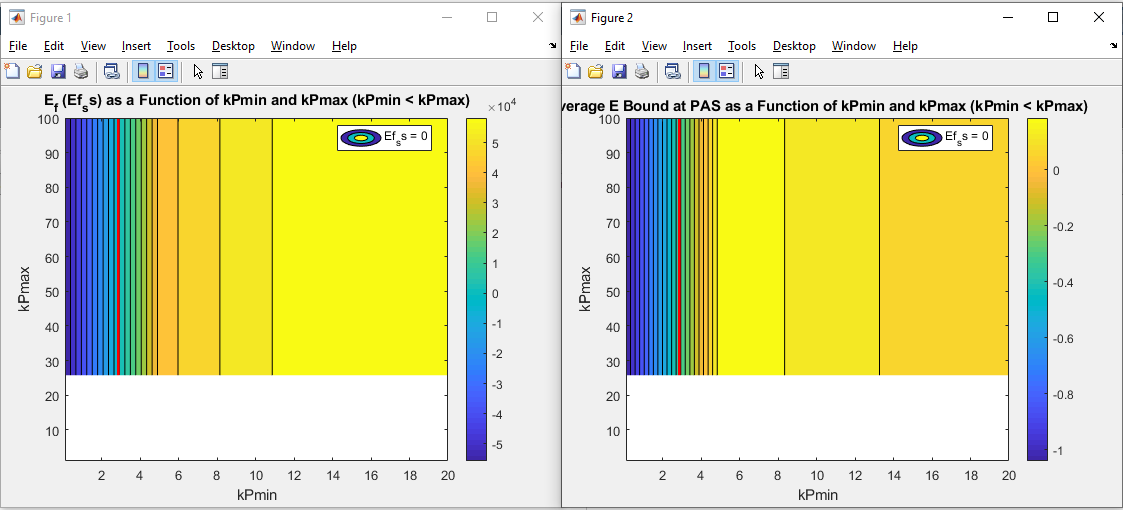 Figure 1
File Edit View Insert Tools Desktop Window Help
E_f (Ef_s s) as a Function of kPmin and kPmax (kPmin < kPmax)
×10^4
Ef_s s = 0
100
90
80
70
60
50
40
30
20
10
kPmax
2 4 6 8 10 12 14 16 18 20
kPmin
5
4
3
2
1
0
-1
-2
-3
-4
-5
Figure 2
File Edit View Insert Tools Desktop Window Help
verage E Bound at PAS as a Function of kPmin and kPmax (kPmin < kPmax)
Ef_s s = 0
100
90
80
70
60
50
40
30
20
10
kPmax
2 4 6 8 10 12 14 16 18 20
kPmin
0
-0.2
-0.4
-0.6
-0.8
-1